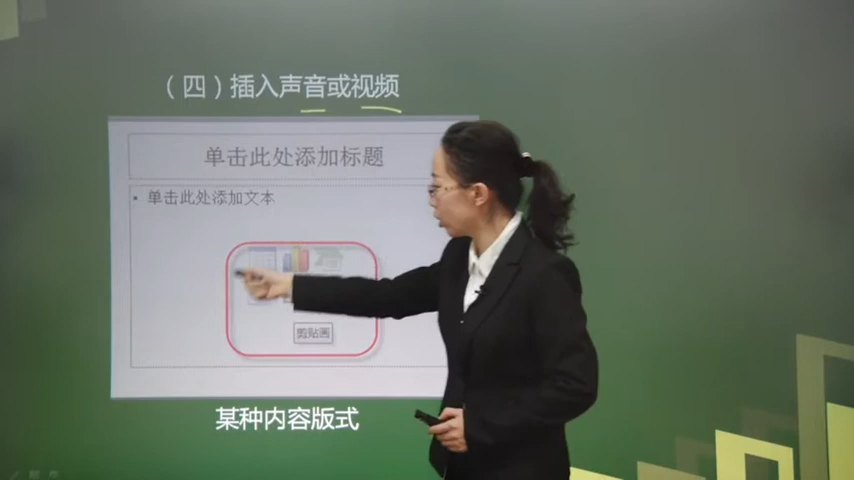 （四）插入声音或视频
单击此处添加标题
• 单击此处添加文本
剪贴画
某种内容版式